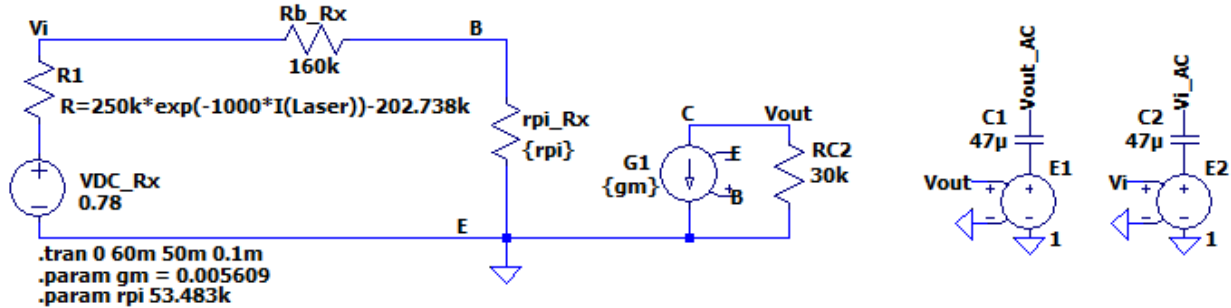 Rb_Rx
Vi
B
160k
R1
R=250k*exp(-1000*I(Laser))-202.738k
rpi_Rx
{rpi}
C
Vout
G1
{gm}
E
B
RC2
30k
VDC_Rx
0.78
E
.tran 0 60m 50m 0.1m
.param gm = 0.005609
.param rpi 53.483k
Vout_AC
C1
47µ
Vout
E1
1
Vi_AC
C2
47µ
Vi
E2
1